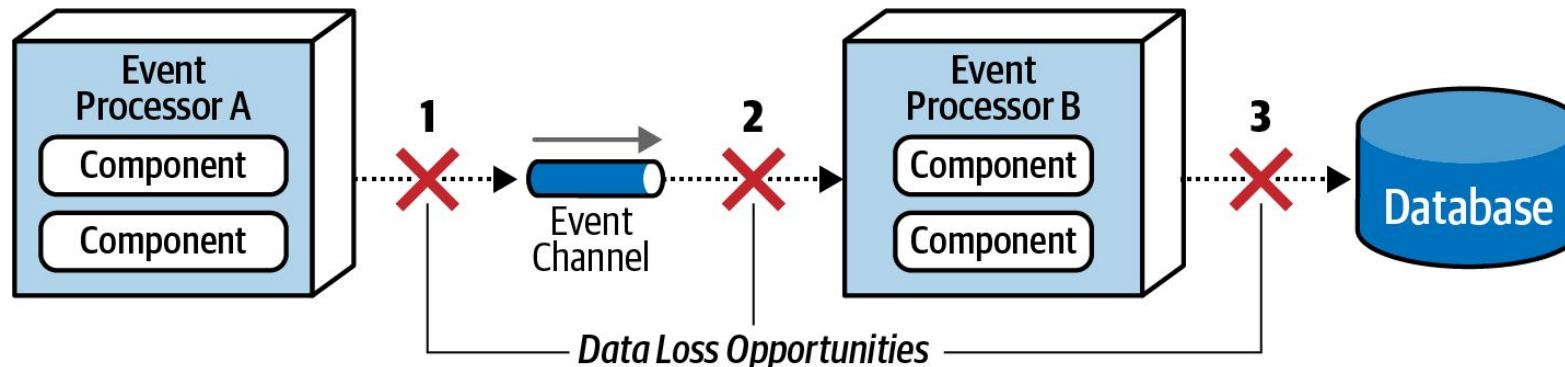 Event
Processor A
Component
Component
1
Event
Channel
2
Event
Processor B
Component
Component
3
Database
Data Loss Opportunities